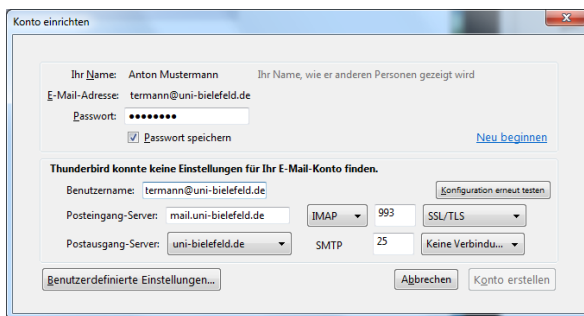 Konto einrichten
Ihr Name: Anton Mustermann Ihr Name, wie er anderen Personen gezeigt wird
E-Mail-Adresse: termann@uni-bielefeld.de
Passwort: ••••••••
Passwort speichern Neu beginnen
Thunderbird konnte keine Einstellungen für Ihr E-Mail-Konto finden.
Benutzername: termann@uni-bielefeld.de Konfiguration erneut testen
Posteingang-Server: mail.uni-bielefeld.de IMAP 993 SSL/TLS
Postausgang-Server: uni-bielefeld.de SMTP 25 Keine Verbindu...
Benutzerdefinierte Einstellungen... Abbrechen Konto erstellen